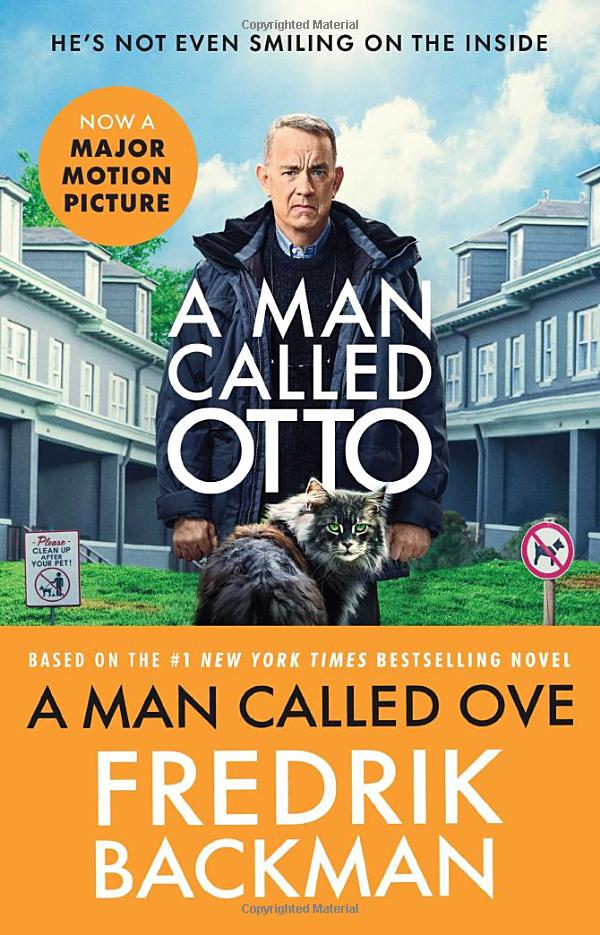 Copyrighted Material
HE'S NOT EVEN SMILING ON THE INSIDE
NOW A
MAJOR
MOTION
PICTURE
A MAN
CALLED
OTTO
-Please-
CLEAN UP
AFTER
YOUR PET!
BASED ON THE #1 NEW YORK TIMES BESTSELLING NOVEL
A MAN CALLED OVE
FREDRIK
BACKMAN
Copyrighted Material